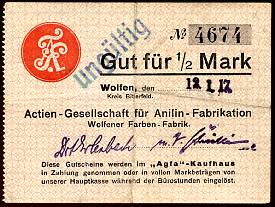 № 4674
ungültig
Gut für 1/2 Mark
Wolfen, den 12.1.17.
Kreis Bitterfeld.
Actien-Gesellschaft für Anilin-Fabrikation
Wolfener Farben-Fabrik.
Diese Gutscheine werden im „Agfa“-Kaufhaus
in Zahlung genommen oder in vollen Markbeträgen von
unserer Hauptkasse während der Bürostunden eingelöst.